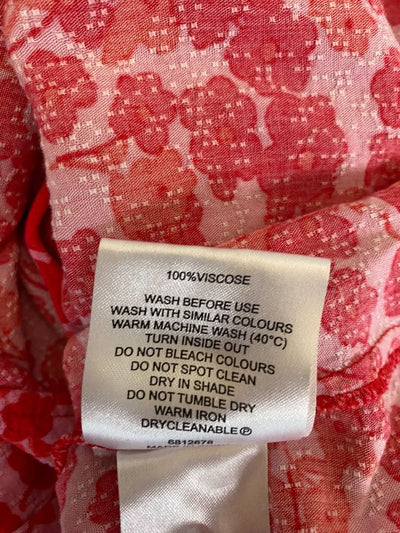 100%VISCOSE
WASH BEFORE USE
WASH WITH SIMILAR COLOURS
WARM MACHINE WASH (40°C)
TURN INSIDE OUT
DO NOT BLEACH COLOURS
DO NOT SPOT CLEAN
DRY IN SHADE
DO NOT TUMBLE DRY
WARM IRON
DRYCLEANABLE Ⓟ
6812678